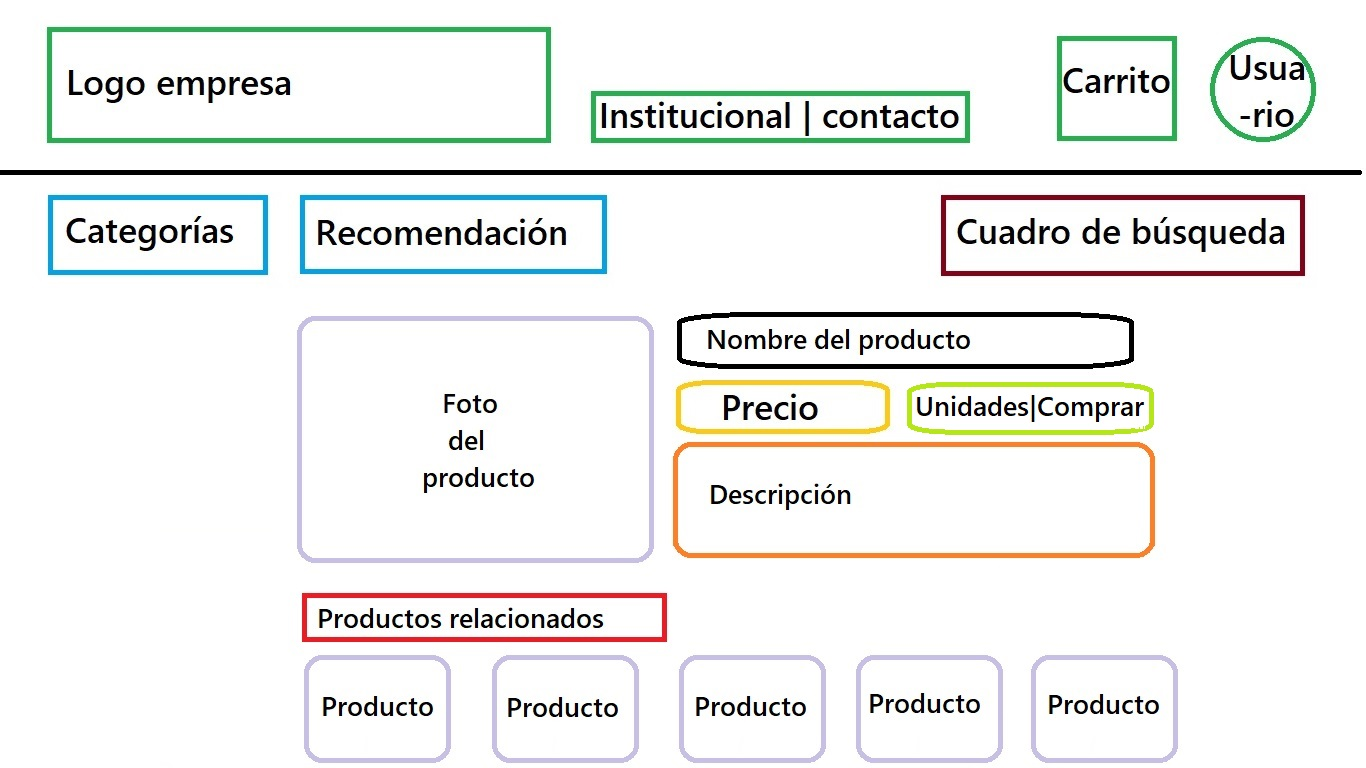 Logo empresa
Institucional | contacto
Carrito
Usua
-rio
Categorías
Recomendación
Cuadro de búsqueda
Foto
del
producto
Nombre del producto
Precio
Unidades|Comprar
Descripción
Productos relacionados
Producto
Producto
Producto
Producto
Producto